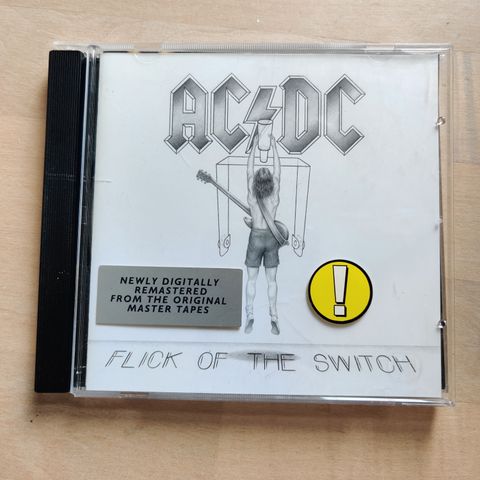 AC⚡DC
NEWLY DIGITALLY
REMASTERED
FROM THE ORIGINAL
MASTER TAPES
!
FLICK OF THE SWITCH